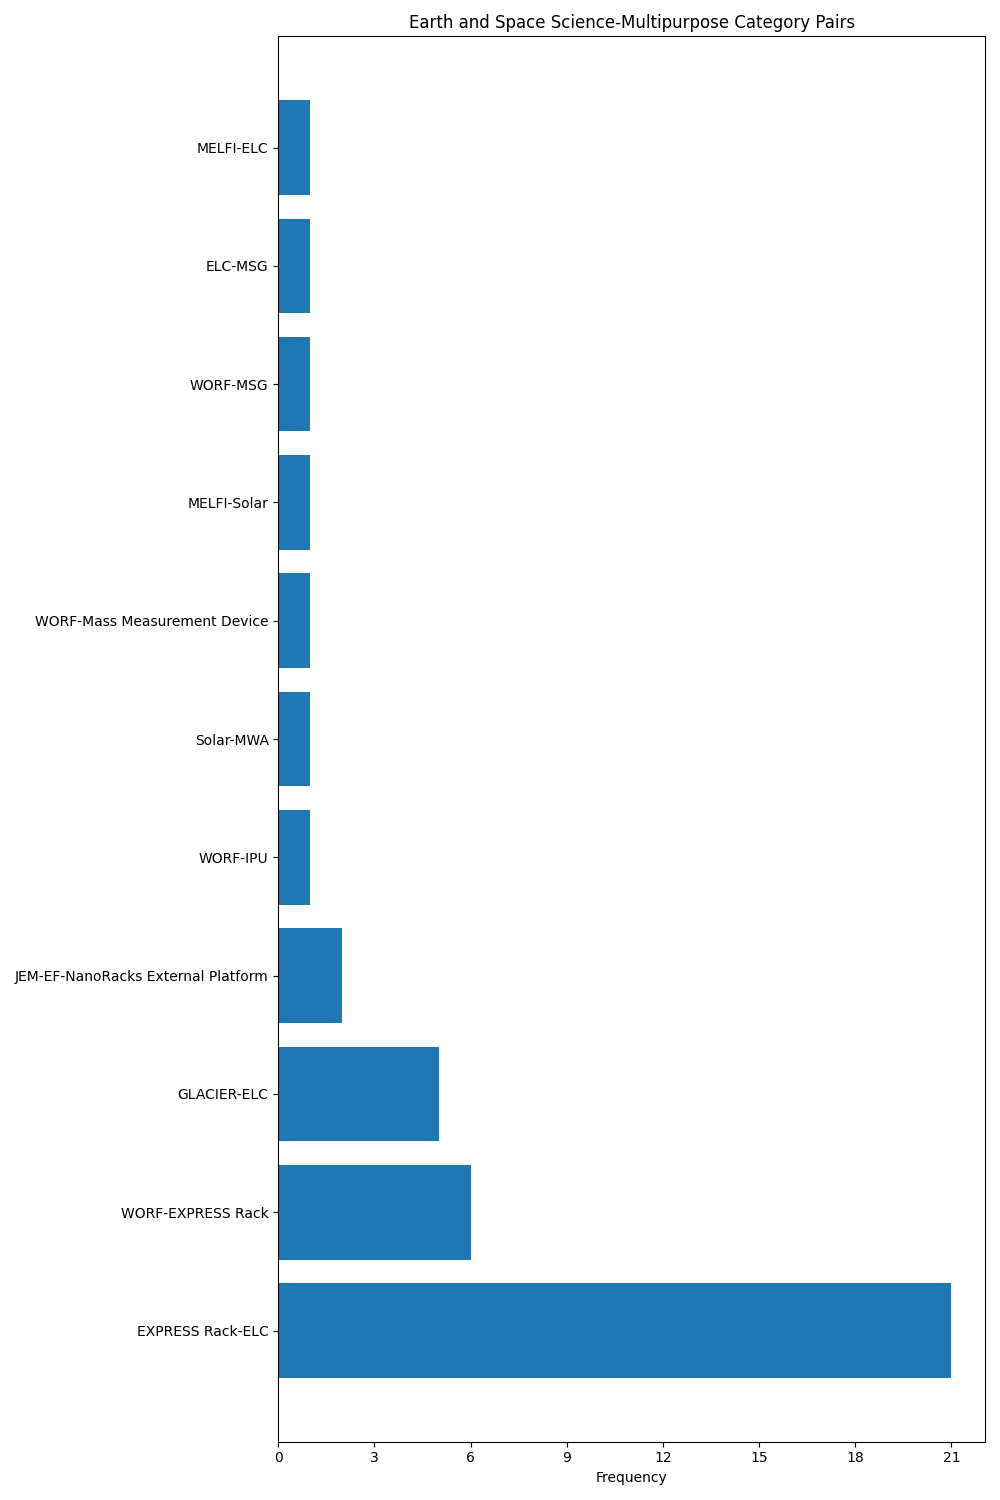 Earth and Space Science-Multipurpose Category Pairs
MELFI-ELC
ELC-MSG
WORF-MSG
MELFI-Solar
WORF-Mass Measurement Device
Solar-MWA
WORF-IPU
JEM-EF-NanoRacks External Platform
GLACIER-ELC
WORF-EXPRESS Rack
EXPRESS Rack-ELC
0 3 6 9 12 15 18 21
Frequency